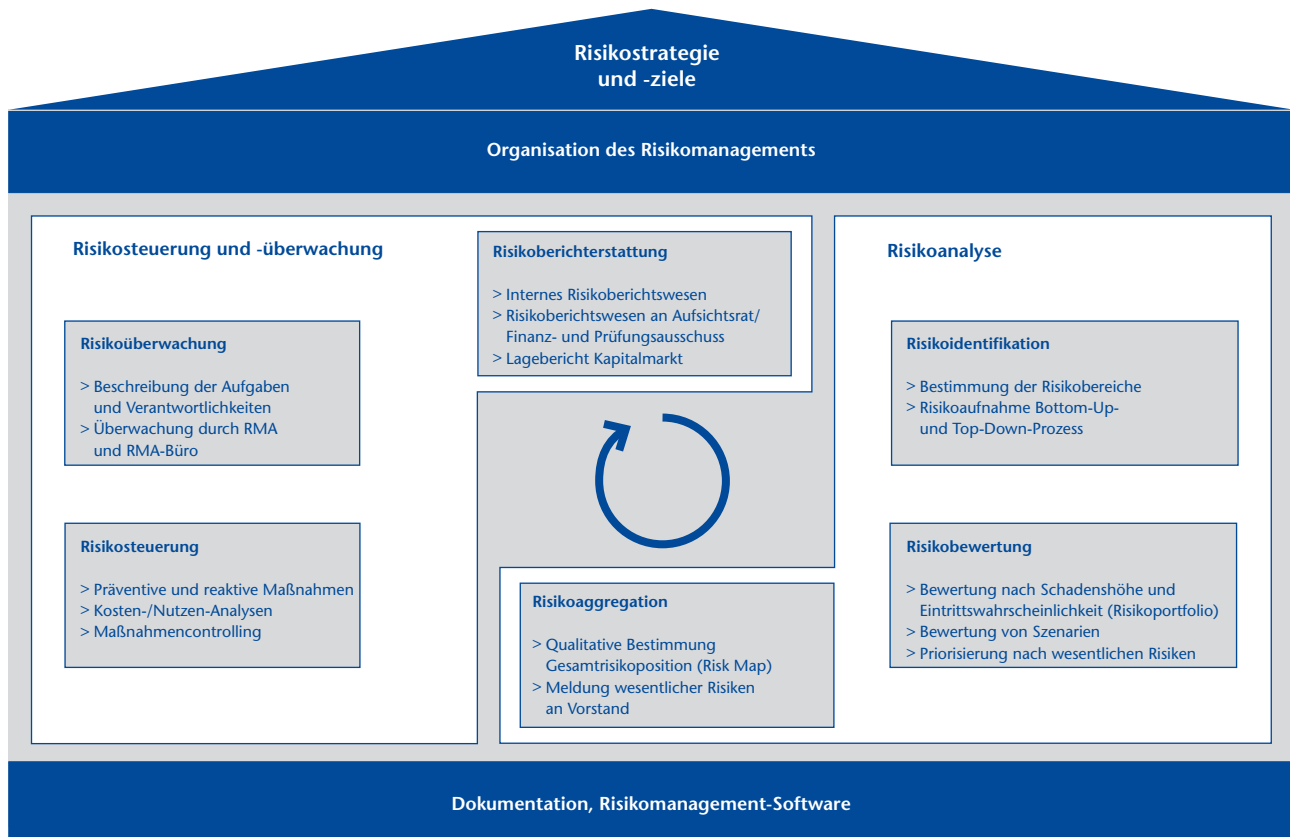 Risikostrategie
und -ziele
Organisation des Risikomanagements
Risikosteuerung und -überwachung
Risikoberichterstattung
> Internes Risikoberichtswesen
> Risikoberichtswesen an Aufsichtsrat/
Finanz- und Prüfungsausschuss
> Lagebericht Kapitalmarkt
Risikoüberwachung
> Beschreibung der Aufgaben
und Verantwortlichkeiten
> Überwachung durch RMA
und RMA-Büro
Risikosteuerung
> Präventive und reaktive Maßnahmen
> Kosten-/Nutzen-Analysen
> Maßnahmencontrolling
Risikoanalyse
Risikoidentifikation
> Bestimmung der Risikobereiche
> Risikoaufnahme Bottom-Up-
und Top-Down-Prozess
Risikobewertung
> Bewertung nach Schadenshöhe und
Eintrittswahrscheinlichkeit (Risikoportfolio)
> Bewertung von Szenarien
> Priorisierung nach wesentlichen Risiken
Risikoaggregation
> Qualitative Bestimmung
Gesamtrisikoposition (Risk Map)
> Meldung wesentlicher Risiken
an Vorstand
Dokumentation, Risikomanagement-Software